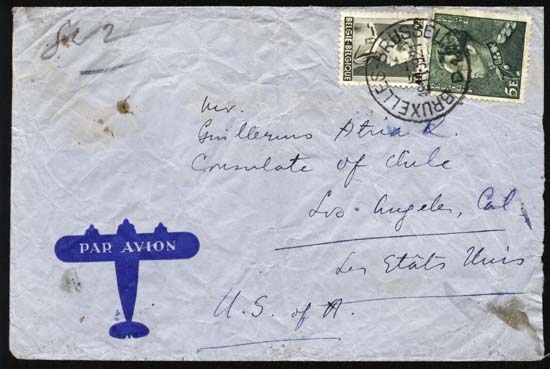 BELGIE-BELGIQUE
5F
BRUXELLES-BRUSSEL
Mr.
Guillermo Atria R.
Consulate of Chile
Los-Angeles, Cal
Les Etâts Unis
U.S. of A.
PAR AVION